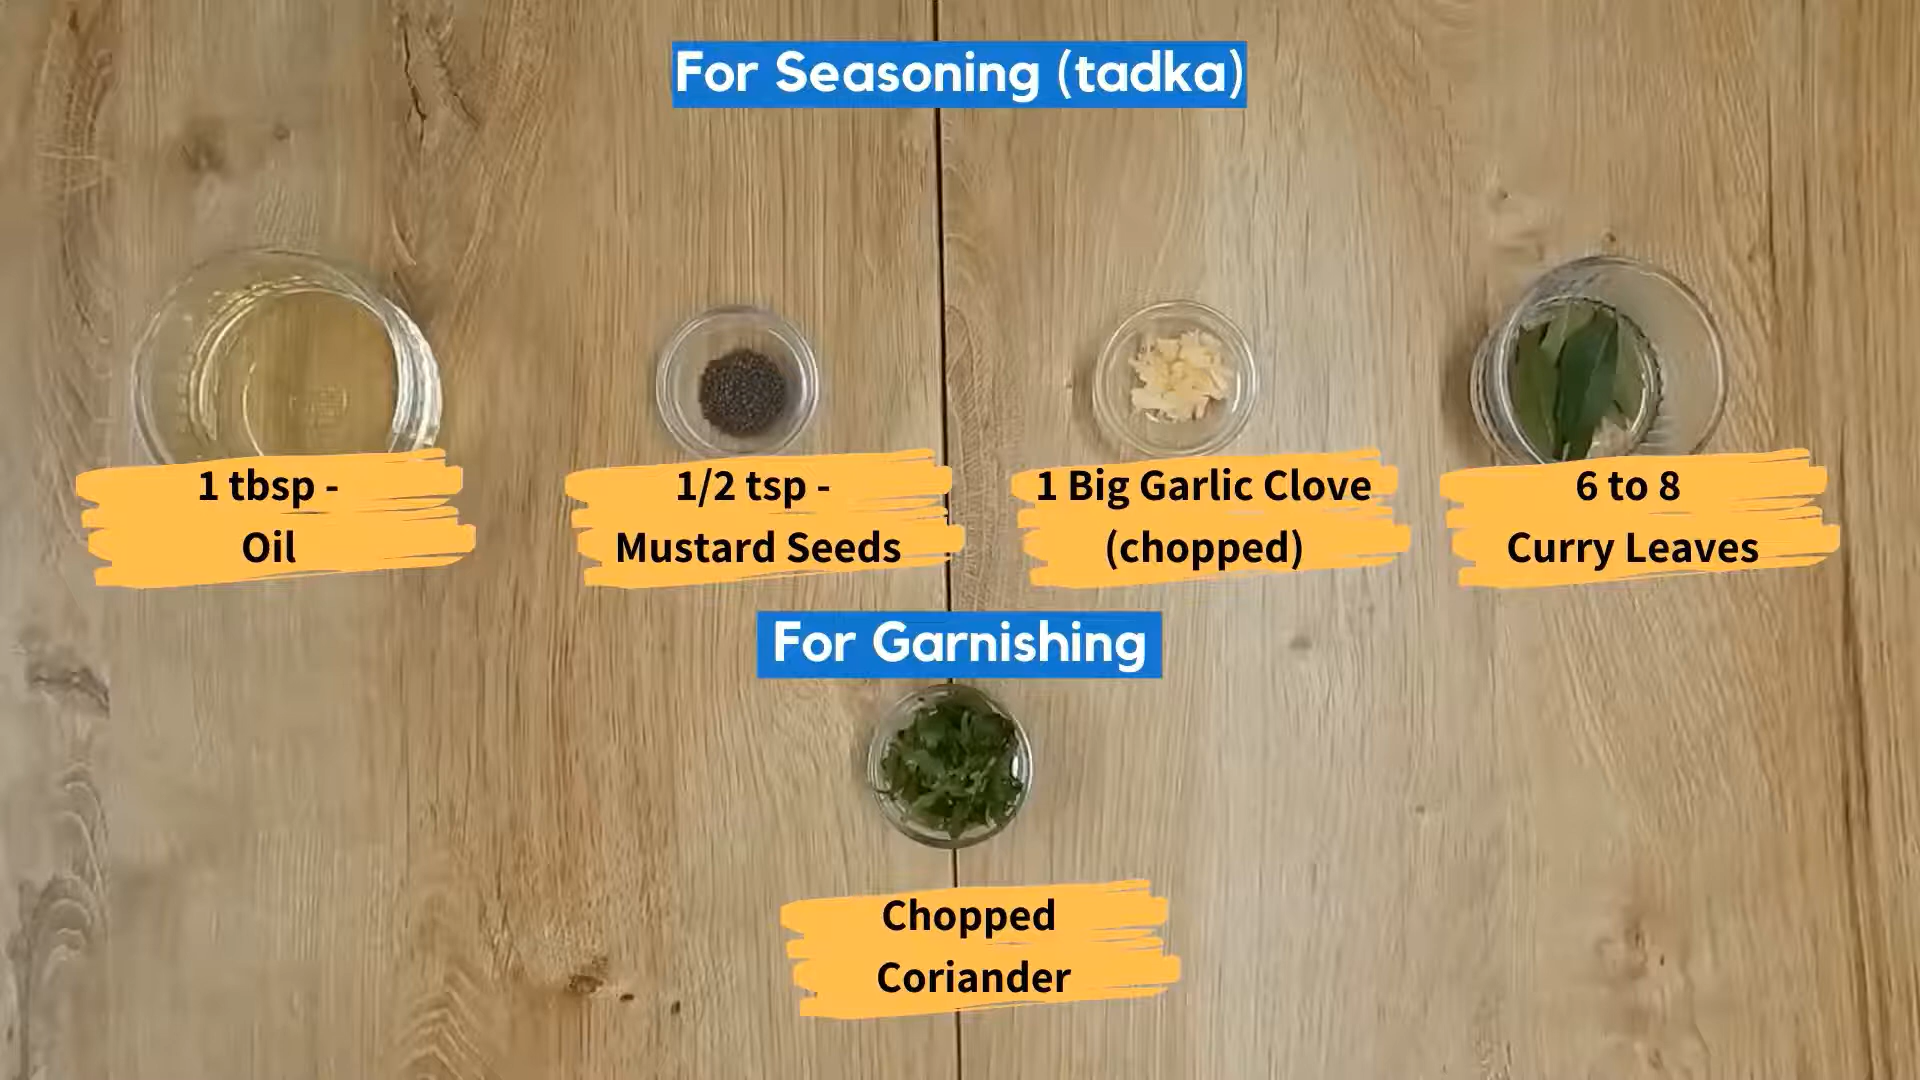 For Seasoning (tadka)
1 tbsp -
Oil
1/2 tsp -
Mustard Seeds
1 Big Garlic Clove
(chopped)
6 to 8
Curry Leaves
For Garnishing
Chopped
Coriander